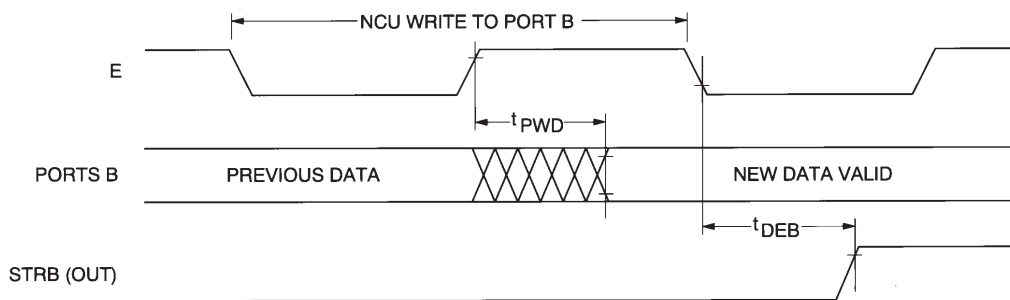 NCU WRITE TO PORT B
E
tPWD
PORTS B
PREVIOUS DATA
NEW DATA VALID
tDEB
STRB (OUT)